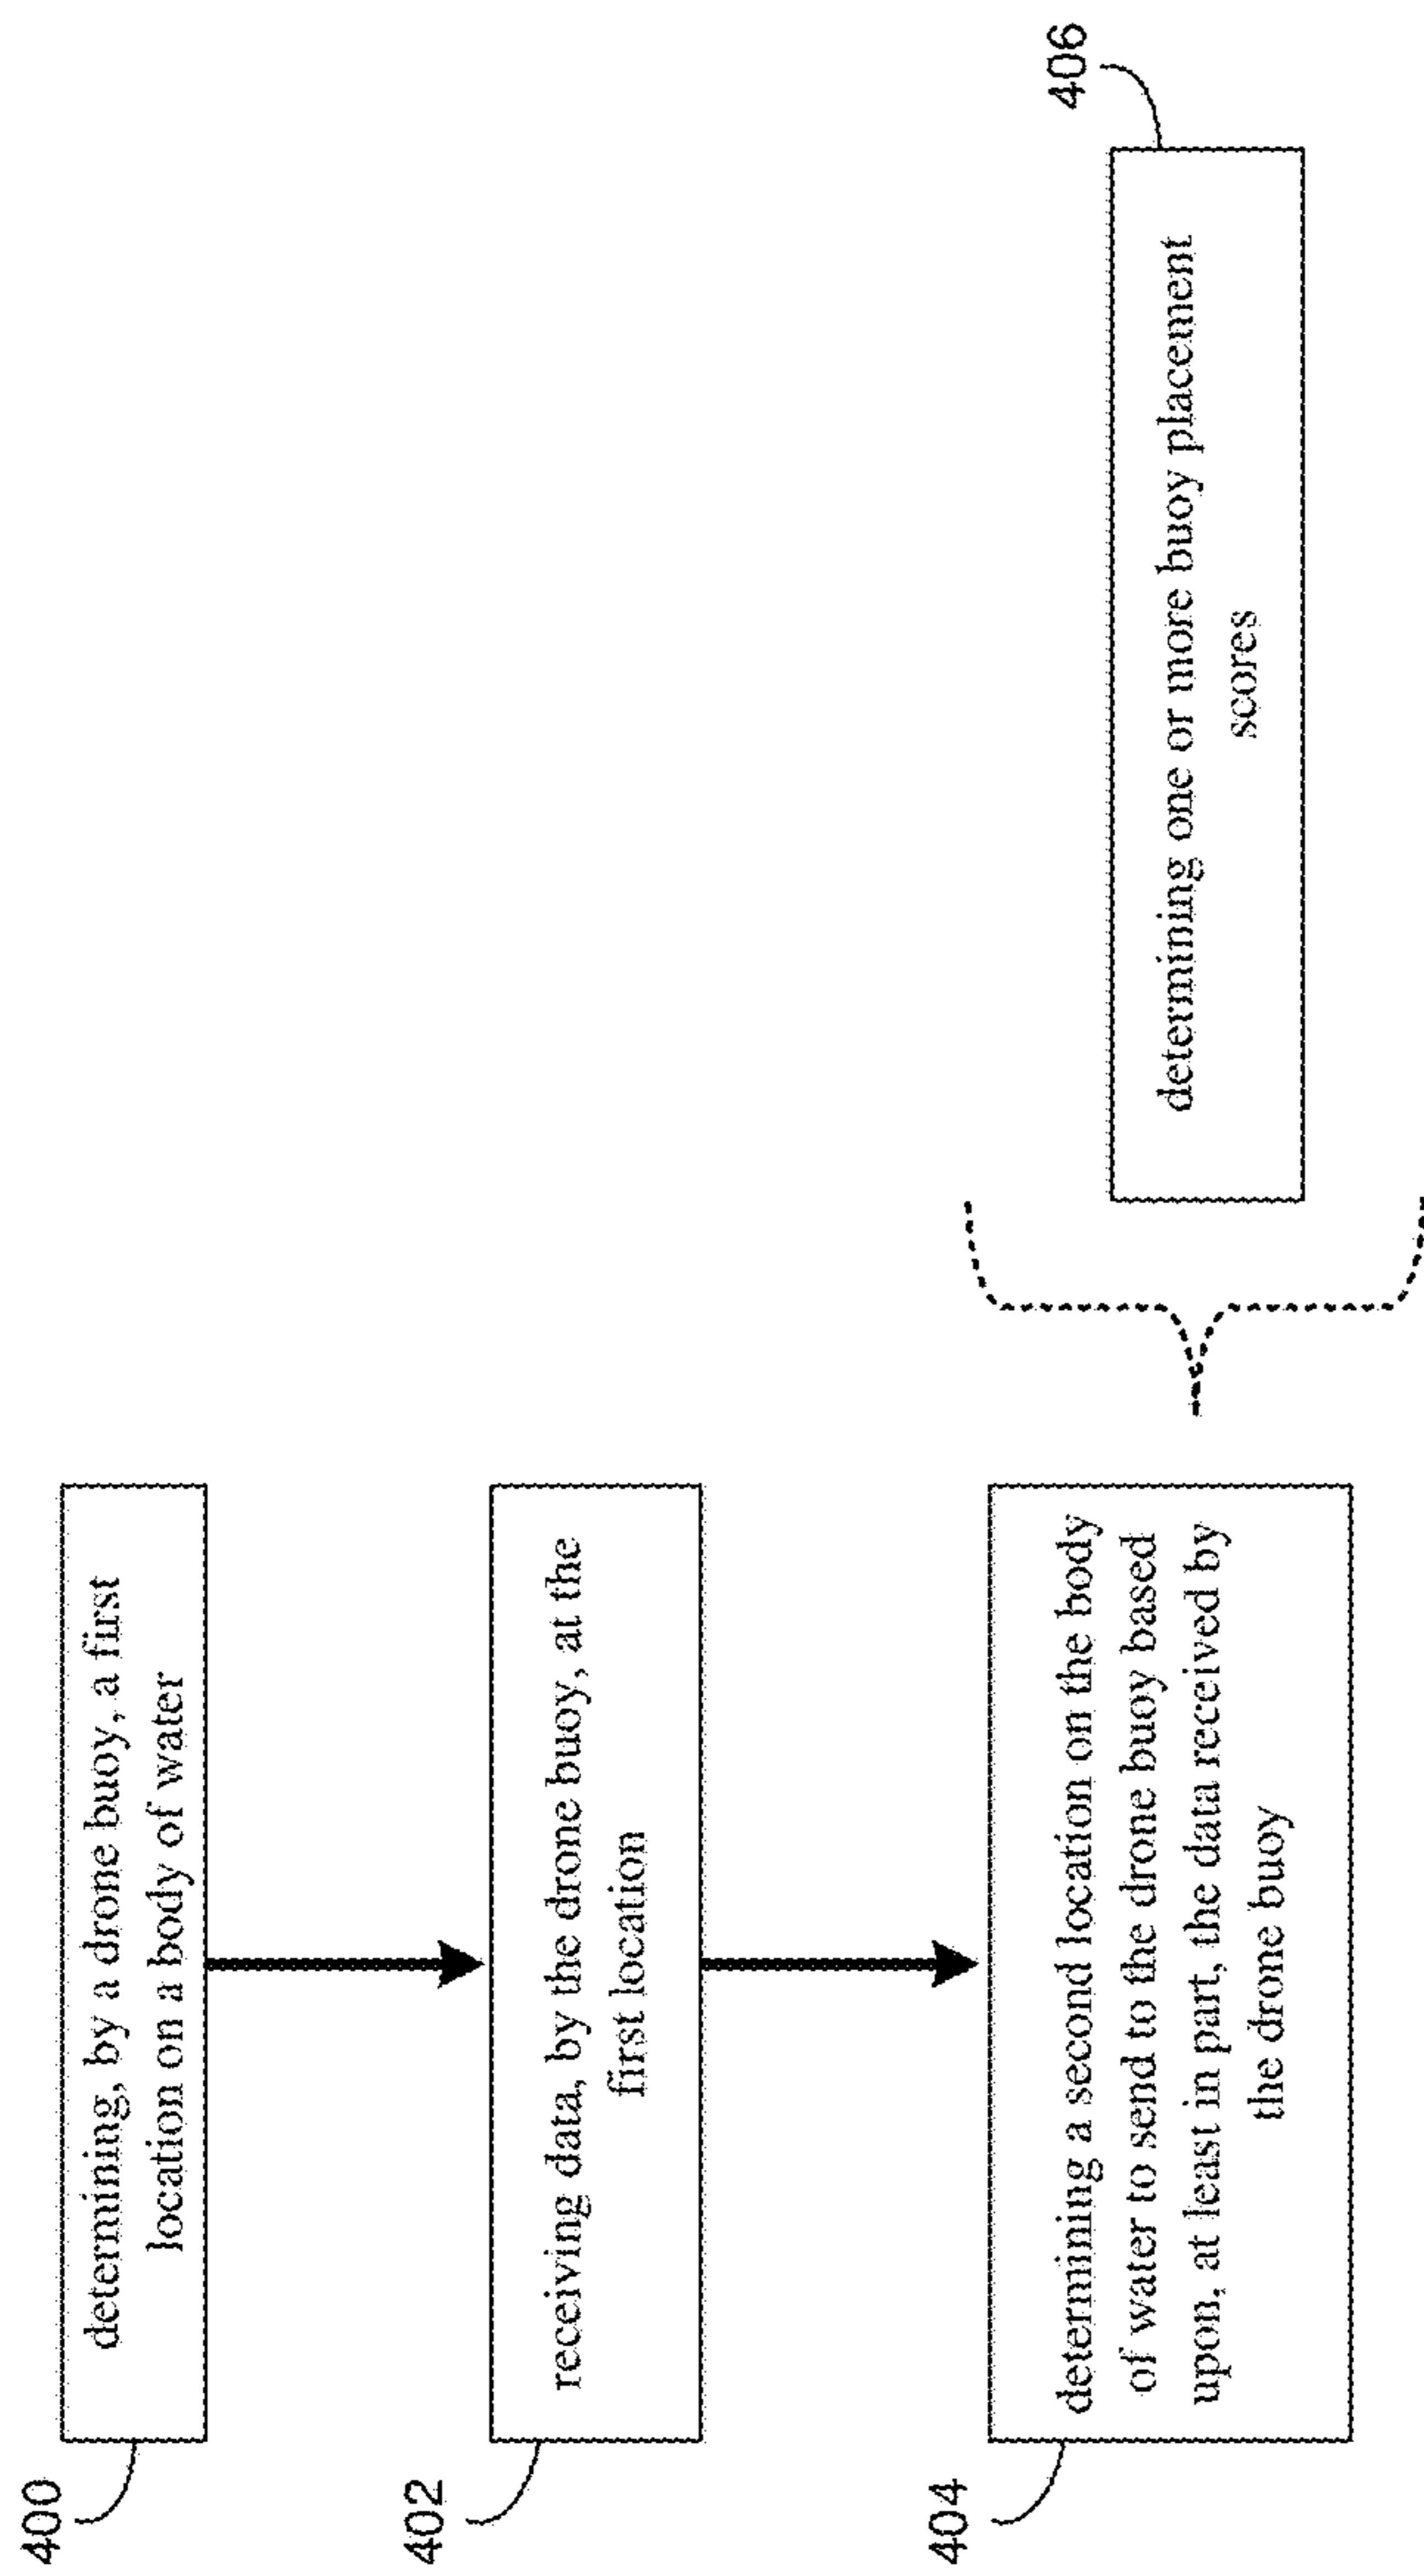 400
determining, by a drone buoy, a first
location on a body of water
402
receiving data, by the drone buoy, at the
first location
404
determining a second location on the body
of water to send to the drone buoy based
upon, at least in part, the data received by
the drone buoy
406
determining one or more buoy placement
scores